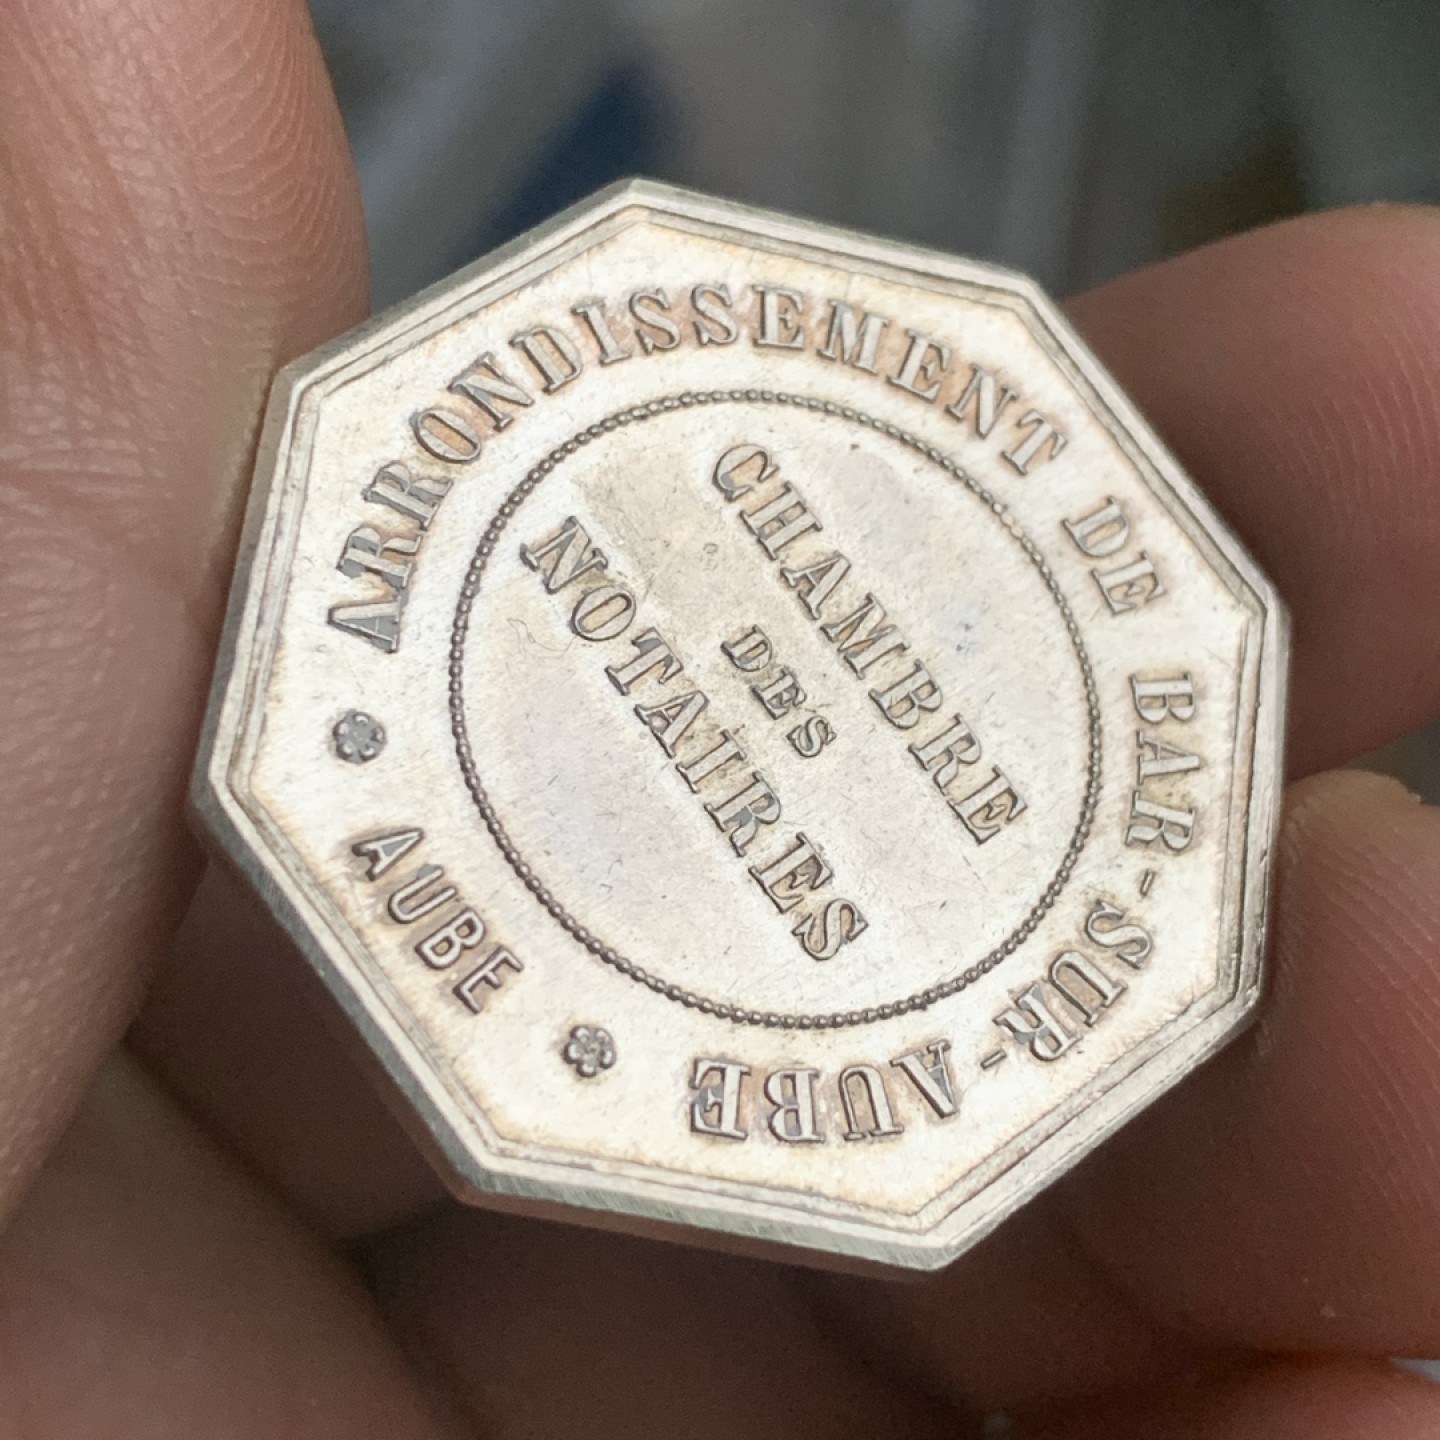 ARRONDISSEMENT DE BAR-SUR-AUBE
AUBE
CHAMBRE
DES
NOTAIRES